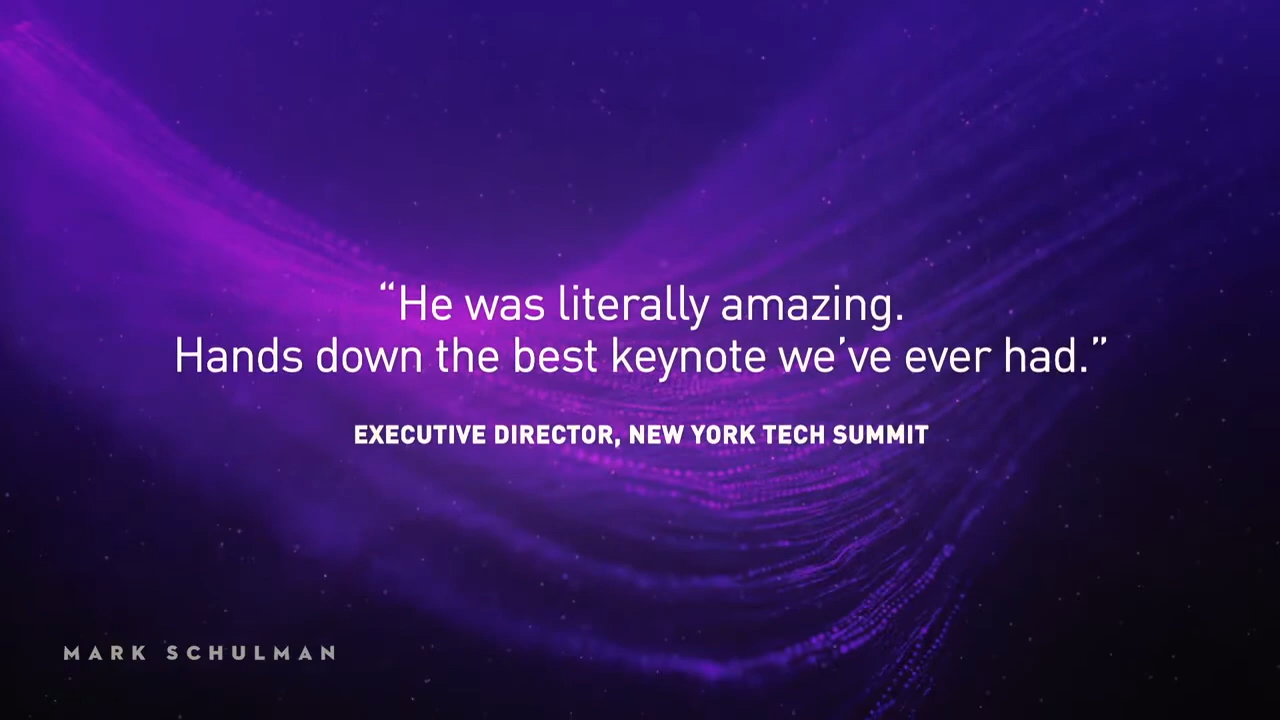 “He was literally amazing.
Hands down the best keynote we’ve ever had.”
EXECUTIVE DIRECTOR, NEW YORK TECH SUMMIT
MARK SCHULMAN